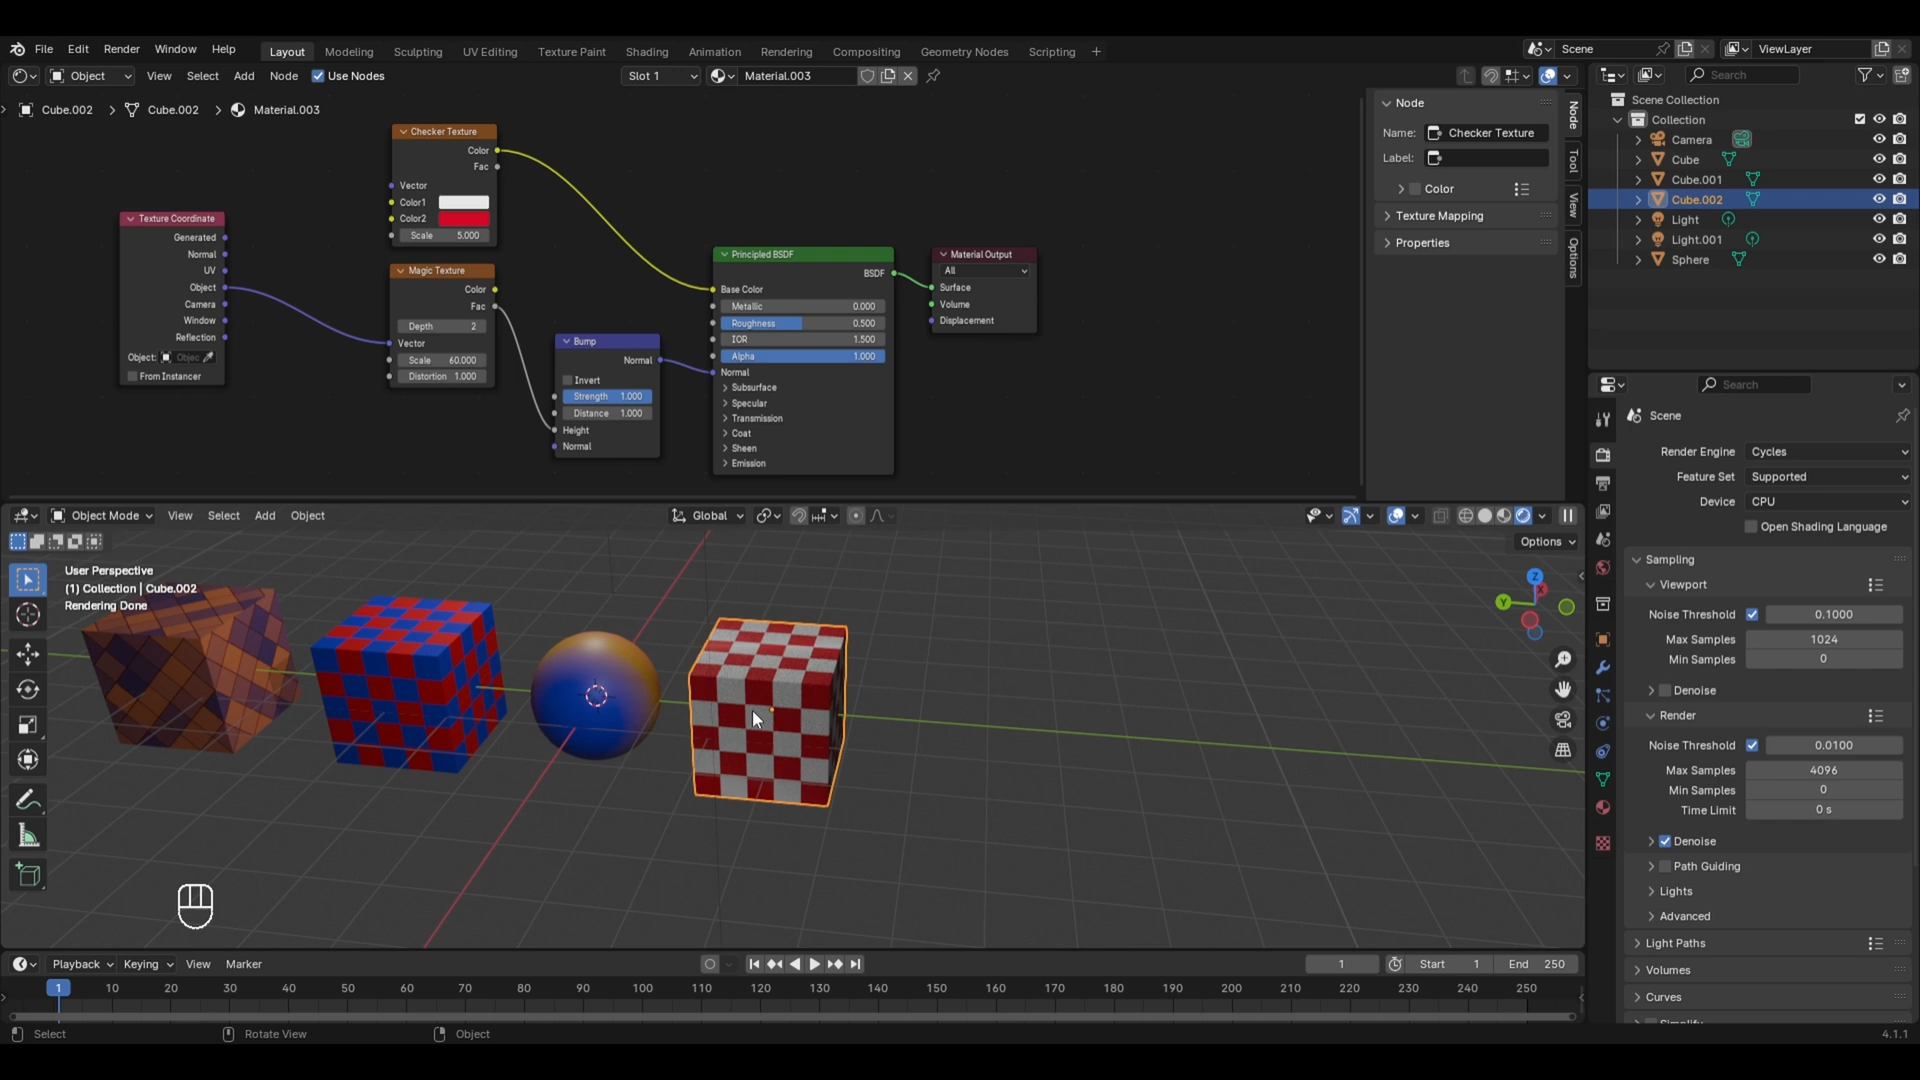 File Edit Render Window Help Layout Modeling Sculpting UV Editing Texture Paint Shading Animation Rendering Compositing Geometry Nodes Scripting + Scene ViewLayer
Object View Select Add Node Use Nodes Slot 1 Material.003 Search
Cube.002 > Cube.002 > Material.003
Checker Texture
Color
Fac
Vector
Color1
Color2
Scale 5.000
Texture Coordinate
Generated
Normal
UV
Object
Camera
Window
Reflection
Object: Objec
From Instancer
Magic Texture
Color
Fac
Depth 2
Vector
Scale 60.000
Distortion 1.000
Bump
Normal
Invert
Strength 1.000
Distance 1.000
Height
Normal
Principled BSDF
BSDF
Base Color
Metallic 0.000
Roughness 0.500
IOR 1.500
Alpha 1.000
Normal
Subsurface
Specular
Transmission
Coat
Sheen
Emission
Material Output
All
Surface
Volume
Displacement
Node
Name: Checker Texture
Label:
Color
Texture Mapping
Properties
Node
Tool
View
Options
Scene Collection
Collection
Camera
Cube
Cube.001
Cube.002
Light
Light.001
Sphere
Object Mode View Select Add Object Global
Options
User Perspective
(1) Collection | Cube.002
Rendering Done
Z
Y
X
Search
Scene
Render Engine Cycles
Feature Set Supported
Device CPU
Open Shading Language
Sampling
Viewport
Noise Threshold 0.1000
Max Samples 1024
Min Samples 0
Denoise
Render
Noise Threshold 0.0100
Max Samples 4096
Min Samples 0
Time Limit 0 s
Denoise
Path Guiding
Lights
Advanced
Light Paths
Volumes
Curves
Playback Keying View Marker 1 Start 1 End 250
1 10 20 30 40 50 60 70 80 90 100 110 120 130 140 150 160 170 180 190 200 210 220 230 240 250
Select Rotate View Object 4.1.1